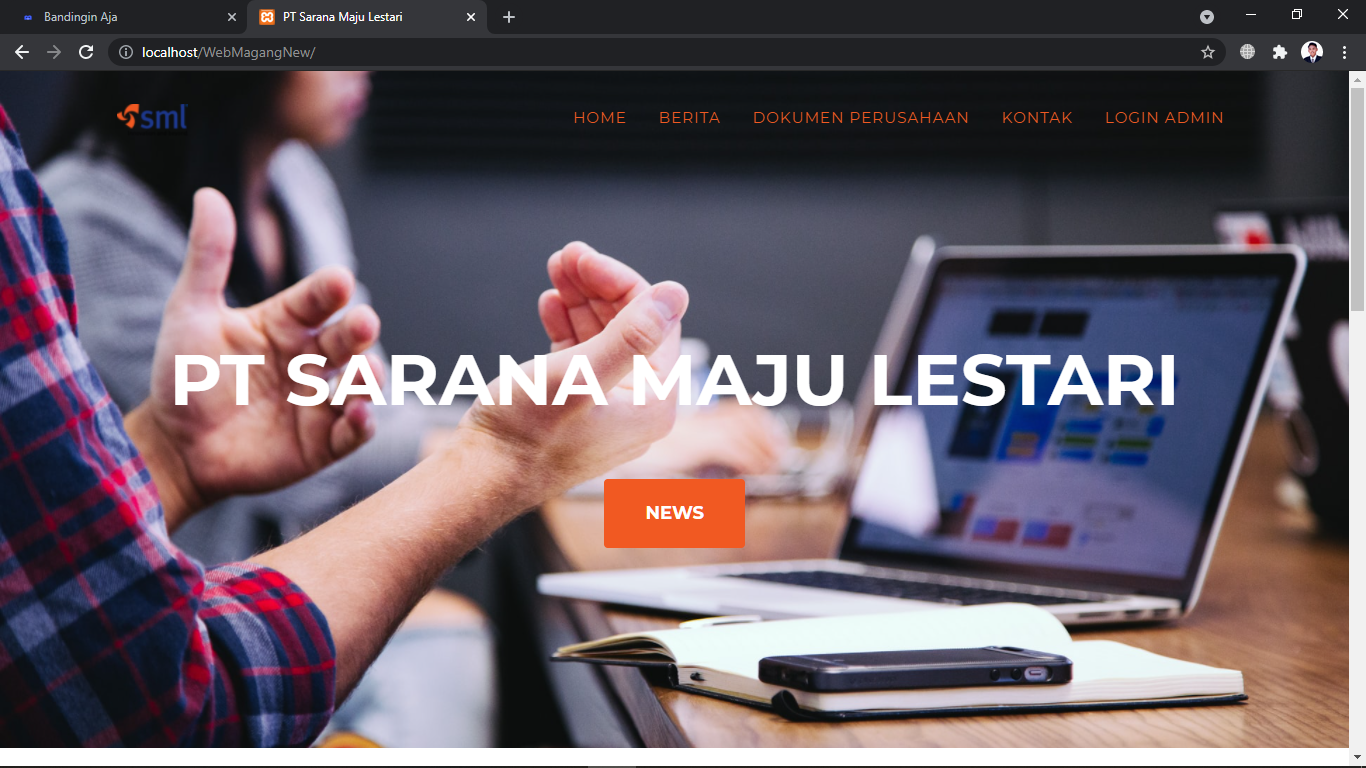 Bandingin Aja
PT Sarana Maju Lestari
localhost/WebMagangNew/
sml
HOME BERITA DOKUMEN PERUSAHAAN KONTAK LOGIN ADMIN
PT SARANA MAJU LESTARI
NEWS